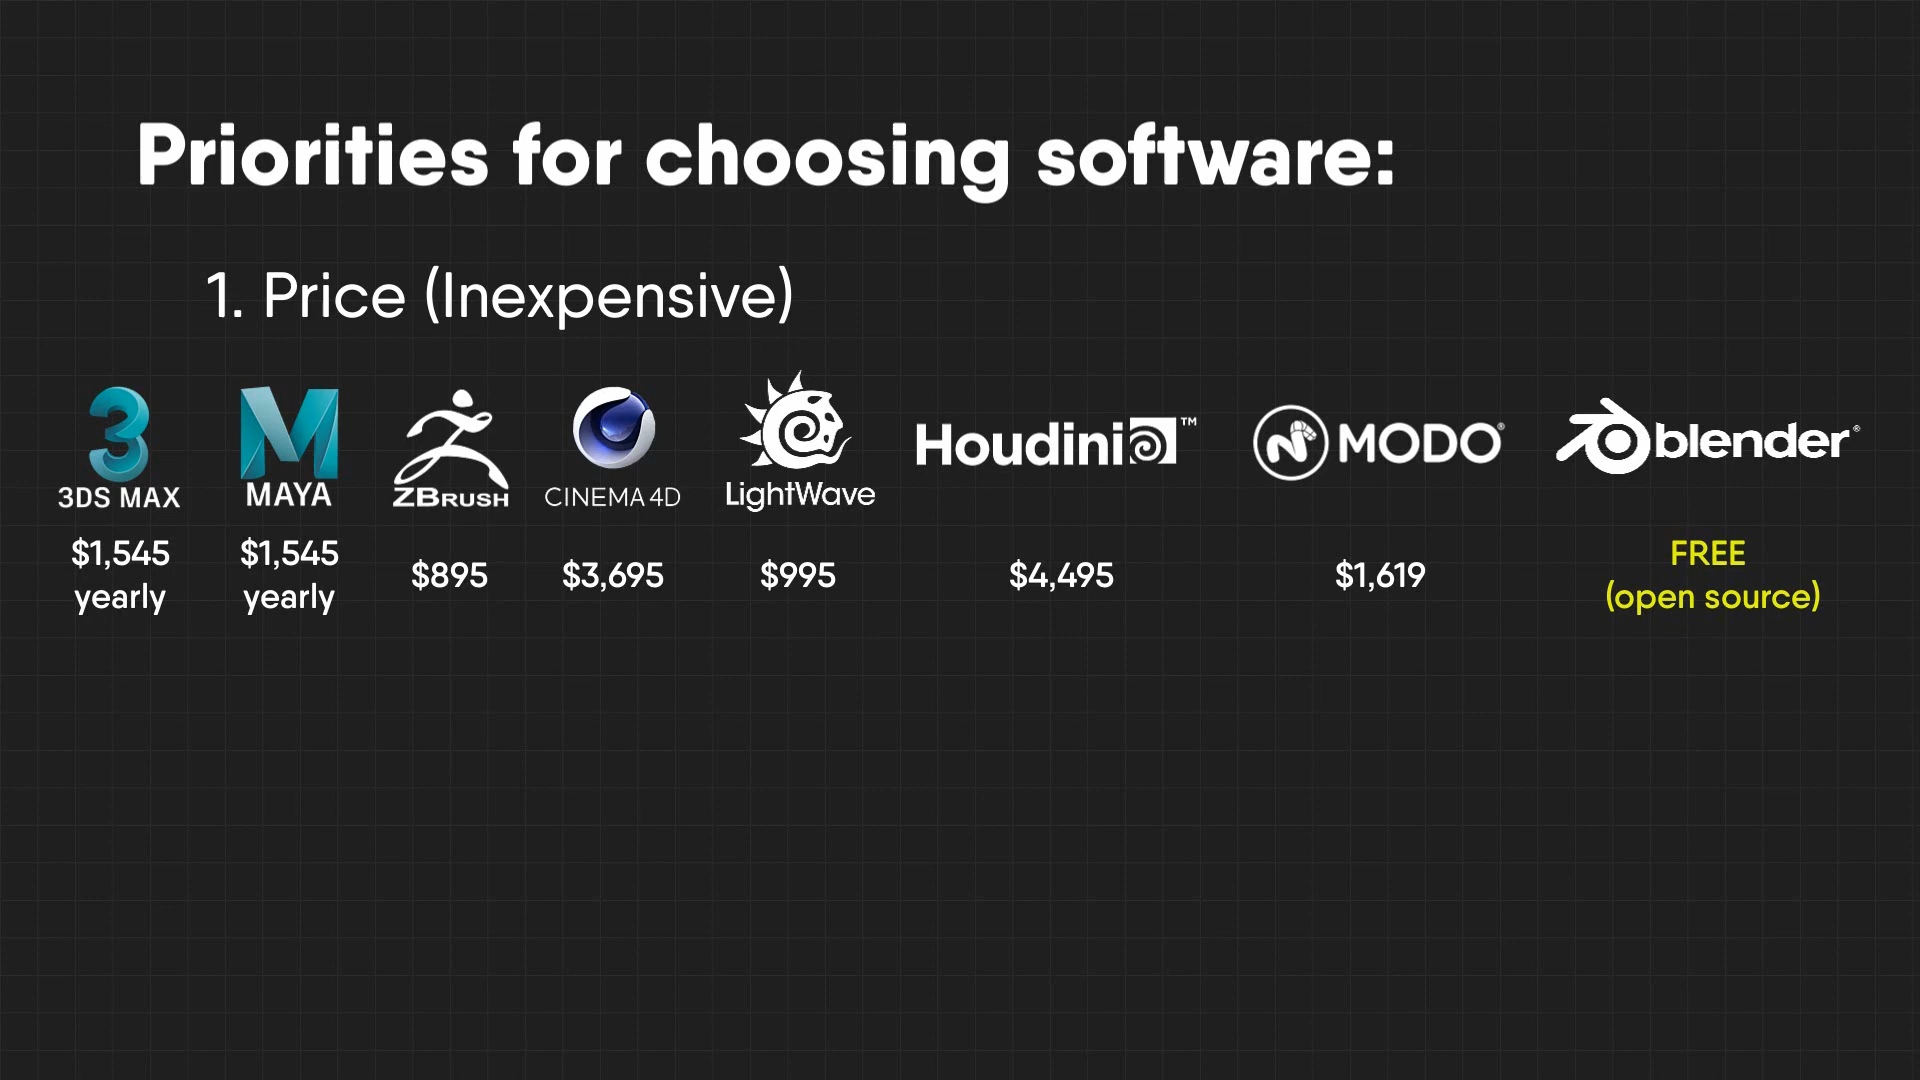 Priorities for choosing software:
1. Price (Inexpensive)
3DS MAX
MAYA
ZBRUSH
CINEMA 4D
LightWave
Houdini™
MODO®
blender®
$1,545
yearly
$1,545
yearly
$895
$3,695
$995
$4,495
$1,619
FREE
(open source)